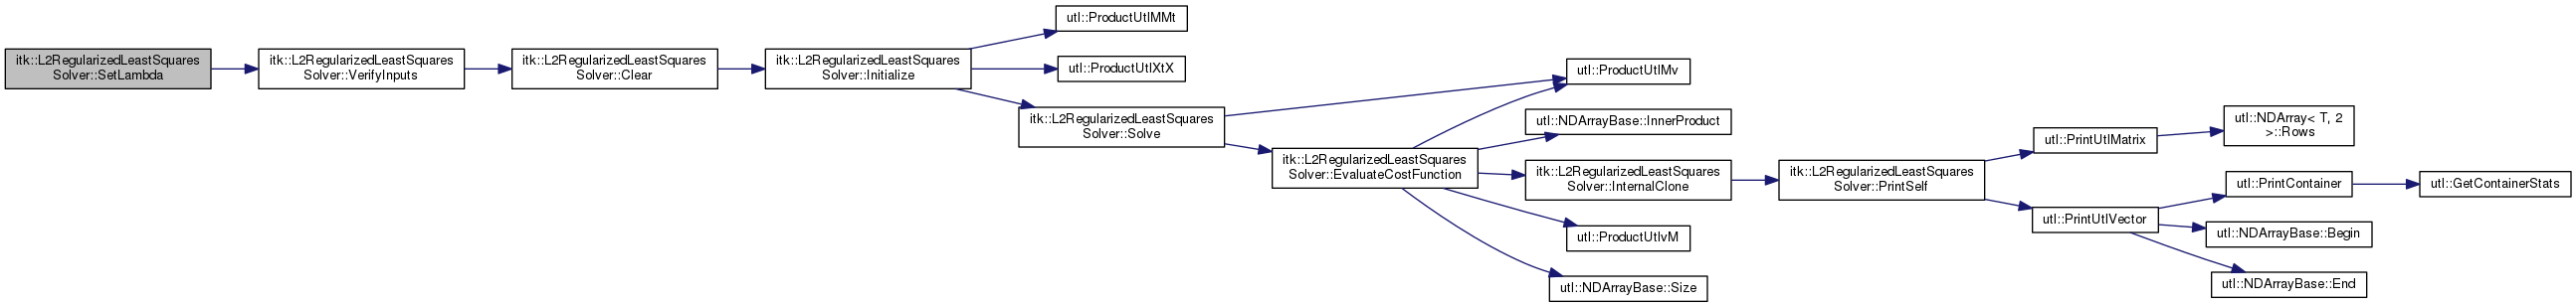 itk::L2RegularizedLeastSquares
Solver::SetLambda
itk::L2RegularizedLeastSquares
Solver::VerifyInputs
itk::L2RegularizedLeastSquares
Solver::Clear
itk::L2RegularizedLeastSquares
Solver::Initialize
utl::ProductUtlMMt
utl::ProductUtlXtX
itk::L2RegularizedLeastSquares
Solver::Solve
utl::ProductUtlMv
itk::L2RegularizedLeastSquares
Solver::EvaluateCostFunction
utl::NDArrayBase::InnerProduct
itk::L2RegularizedLeastSquares
Solver::InternalClone
utl::ProductUtlvM
utl::NDArrayBase::Size
itk::L2RegularizedLeastSquares
Solver::PrintSelf
utl::PrintUtlMatrix
utl::NDArray< T, 2
>::Rows
utl::PrintUtlVector
utl::PrintContainer
utl::GetContainerStats
utl::NDArrayBase::Begin
utl::NDArrayBase::End